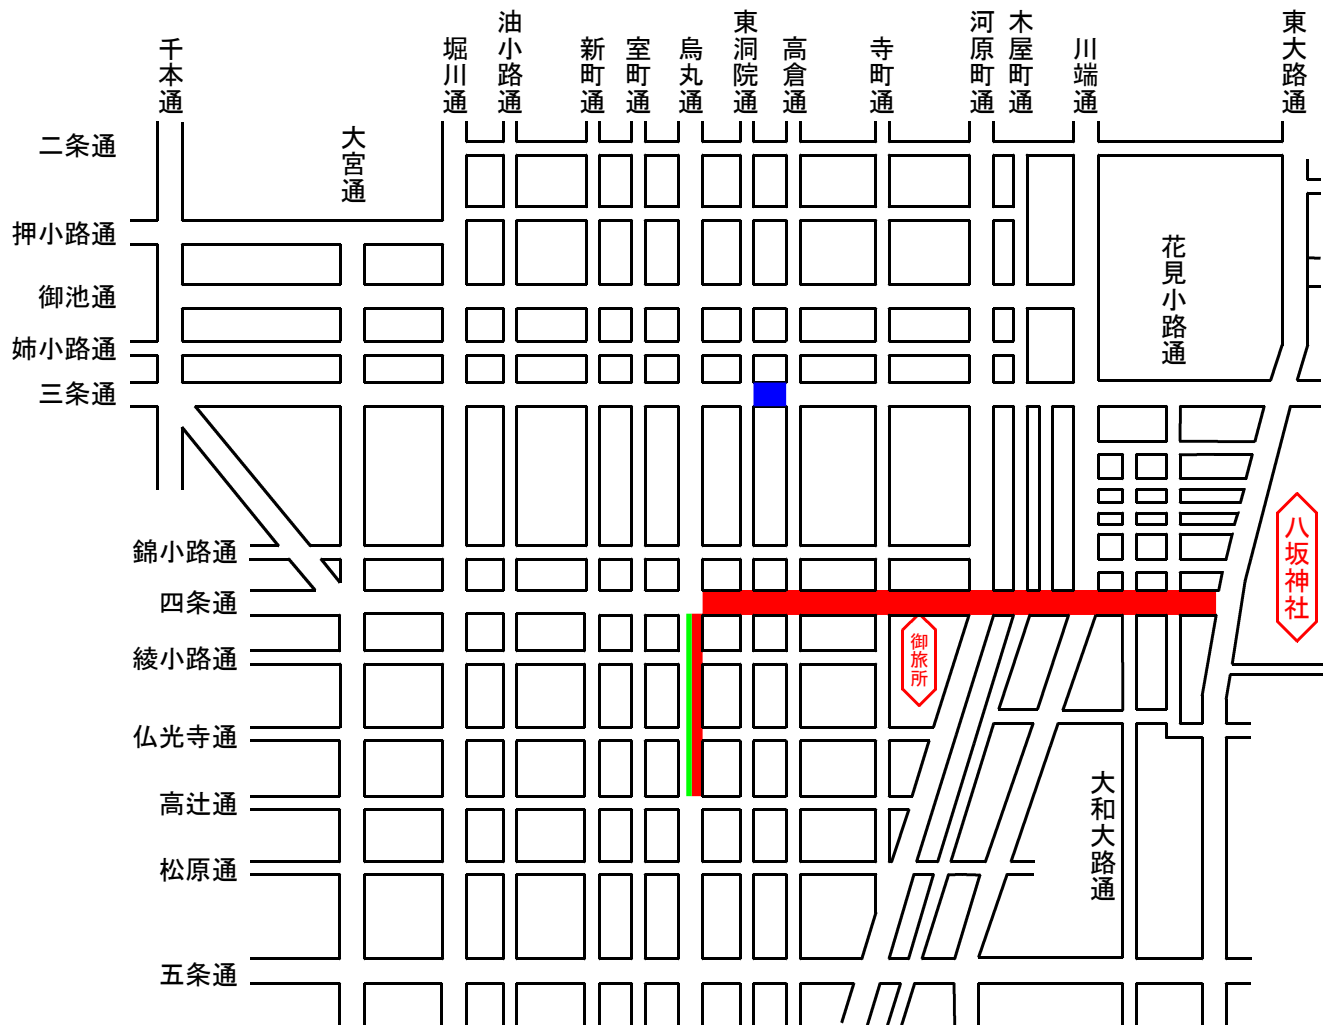 千本通
大宮通
堀川通
油小路通
新町通
室町通
烏丸通
東洞院通
高倉通
寺町通
河原町通
木屋町通
川端通
花見小路通
東大路通
二条通
押小路通
御池通
姉小路通
三条通
錦小路通
四条通
綾小路通
仏光寺通
高辻通
松原通
五条通
八坂神社
御旅所
大和大路通